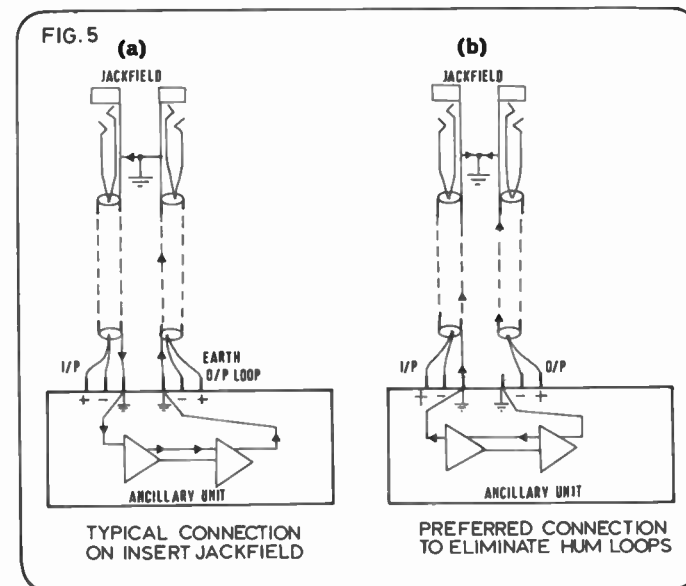 FIG. 5
(a)
JACKFIELD
I/P
EARTH
O/P LOOP
+ − − +
ANCILLARY UNIT
TYPICAL CONNECTION
ON INSERT JACKFIELD
(b)
JACKFIELD
I/P
O/P
+ − − +
ANCILLARY UNIT
PREFERRED CONNECTION
TO ELIMINATE HUM LOOPS